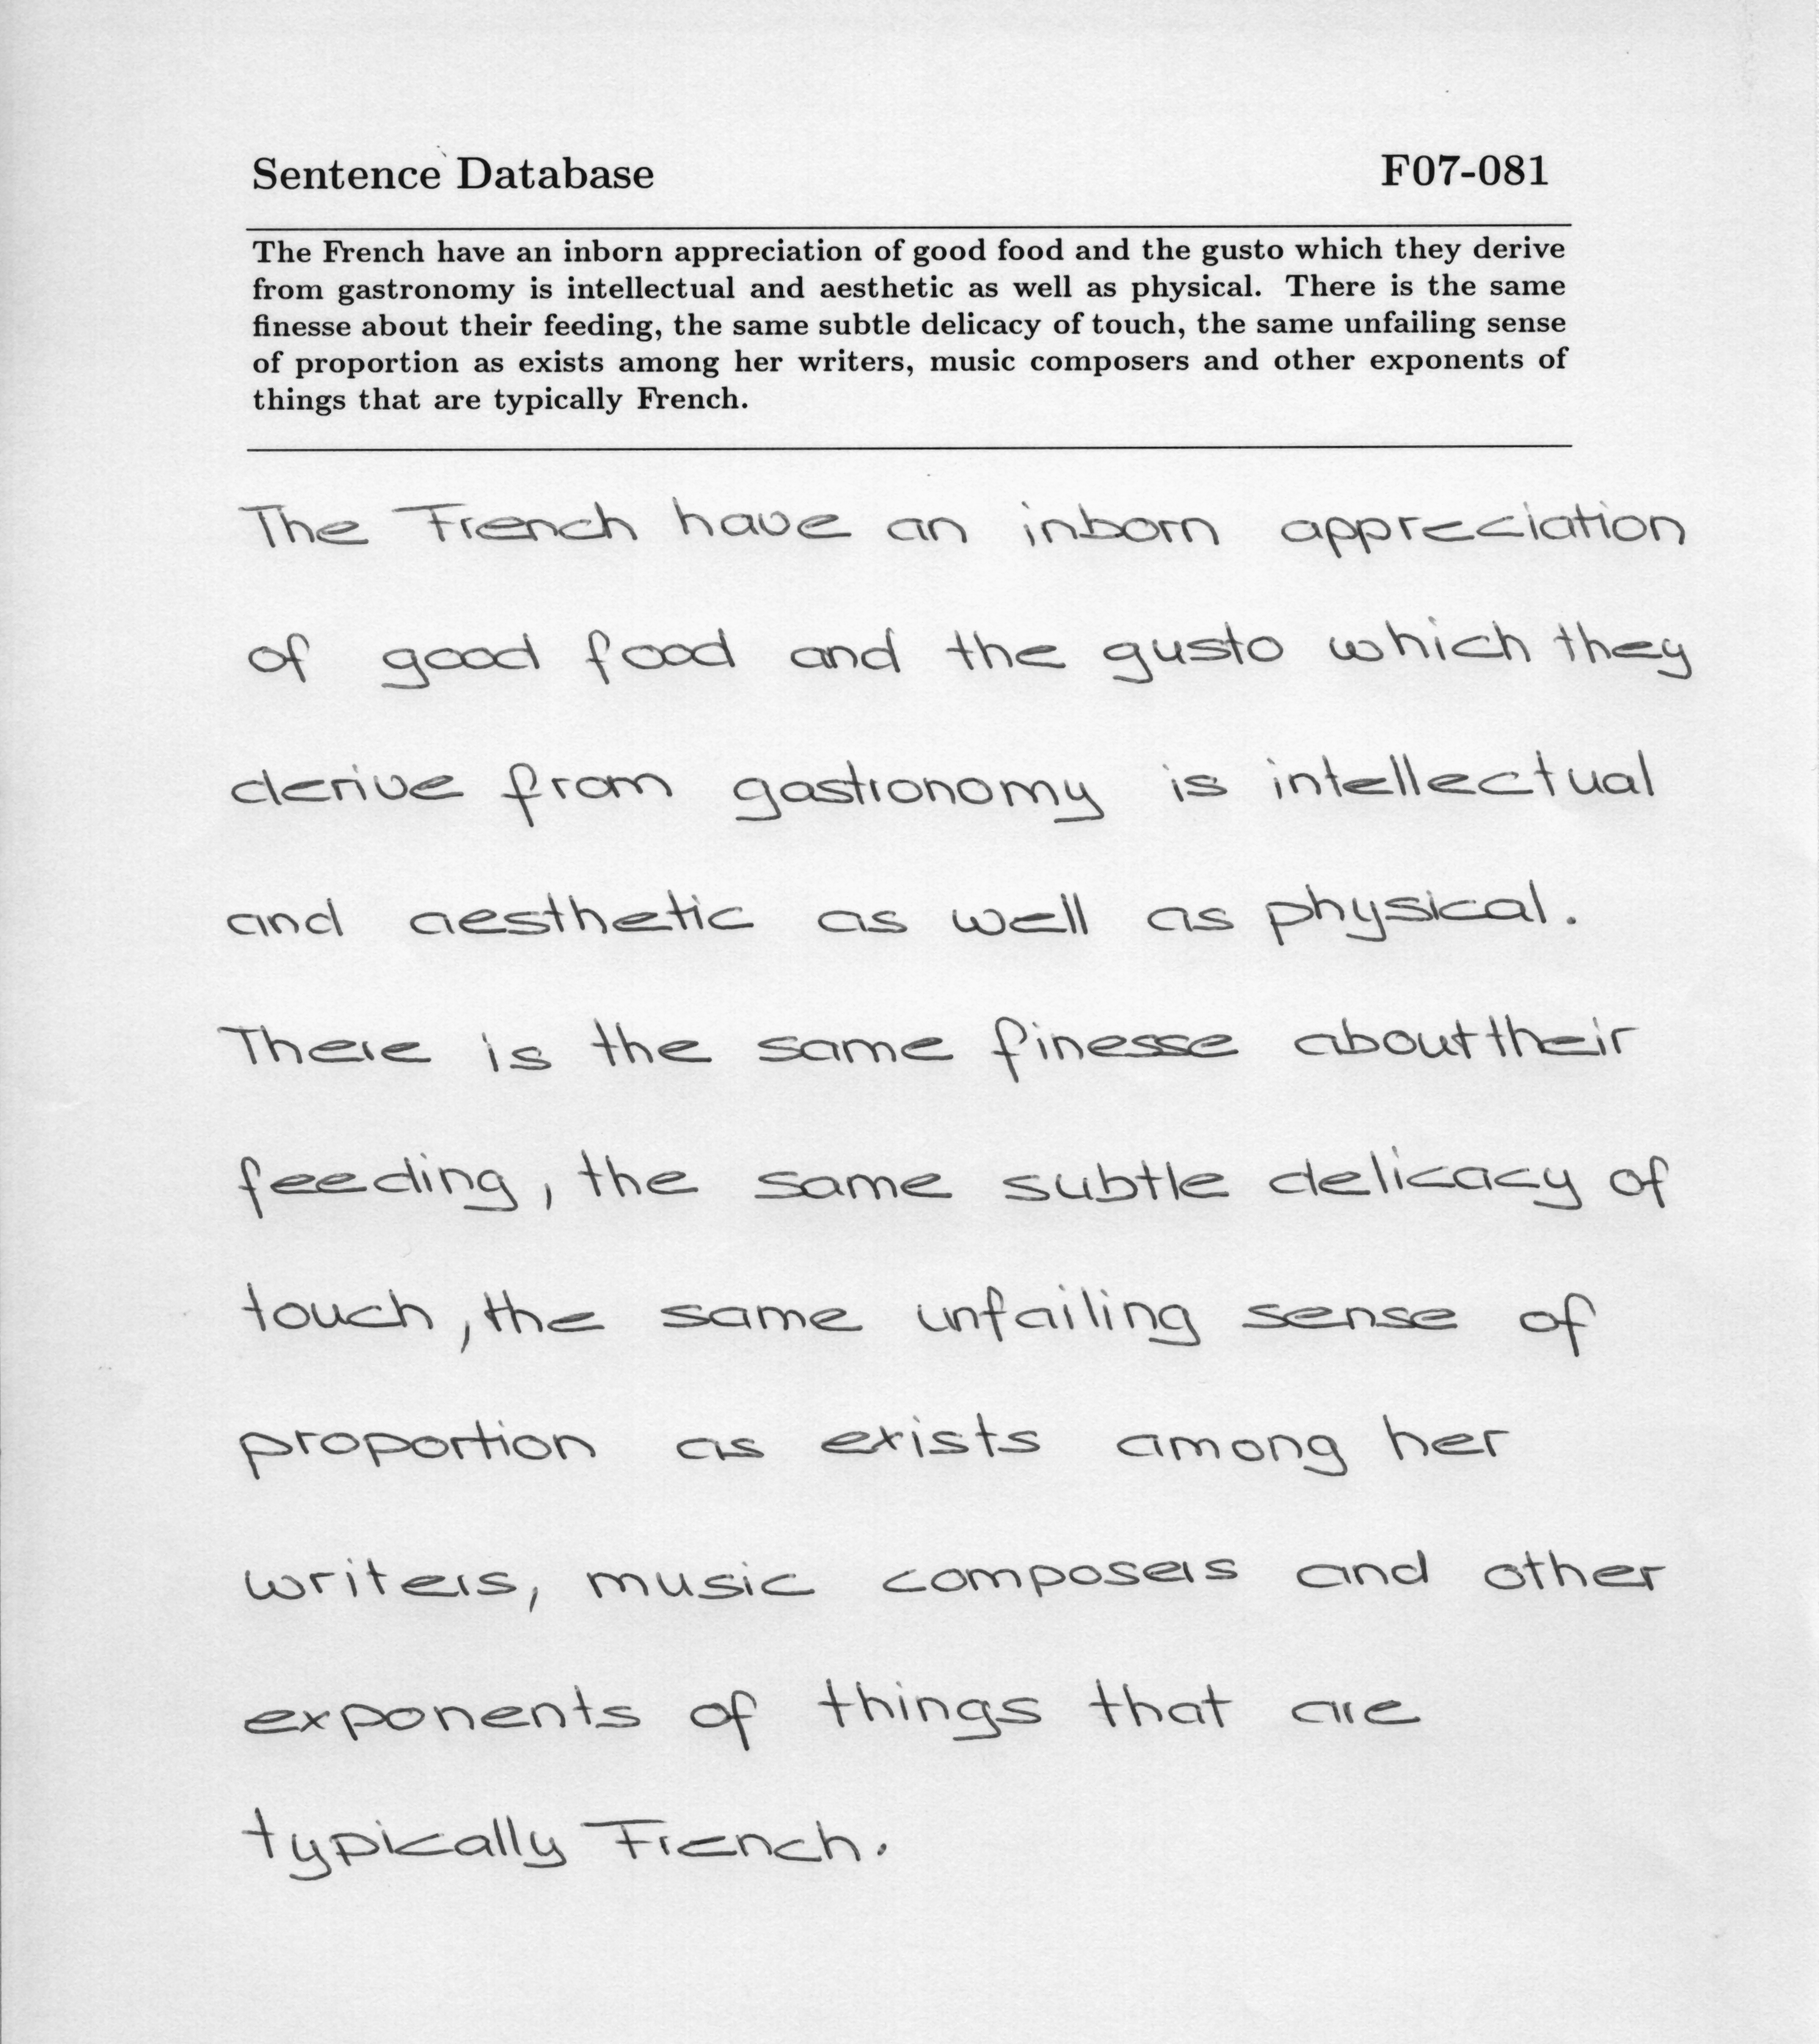 Sentence Database F07-081
The French have an inborn appreciation of good food and the gusto which they derive
from gastronomy is intellectual and aesthetic as well as physical. There is the same
finesse about their feeding, the same subtle delicacy of touch, the same unfailing sense
of proportion as exists among her writers, music composers and other exponents of
things that are typically French.
The French have an inborn appreciation
of good food and the gusto which they
derive from gastronomy is intellectual
and aesthetic as well as physical.
There is the same finesse about their
feeding, the same subtle delicacy of
touch, the same unfailing sense of
proportion as exists among her
writers, music composers and other
exponents of things that are
typically French.